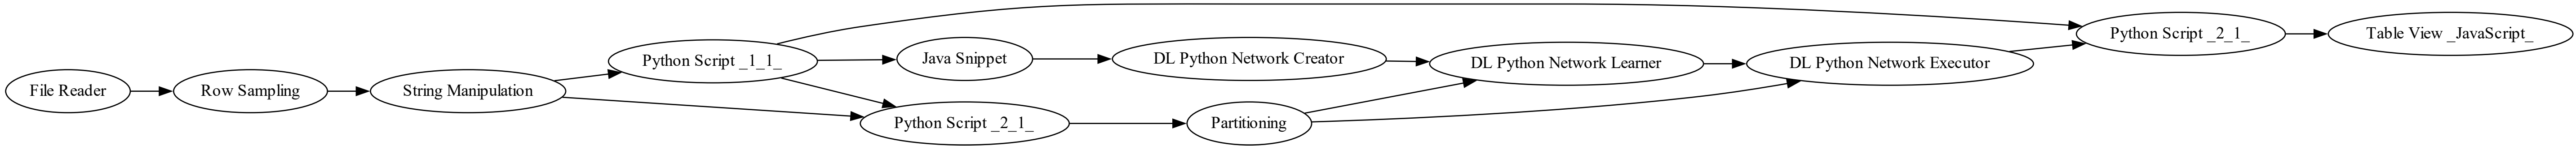 File Reader
Row Sampling
String Manipulation
Python Script _1_1_
Java Snippet
DL Python Network Creator
DL Python Network Learner
DL Python Network Executor
Python Script _2_1_
Table View _JavaScript_
Python Script _2_1_
Partitioning